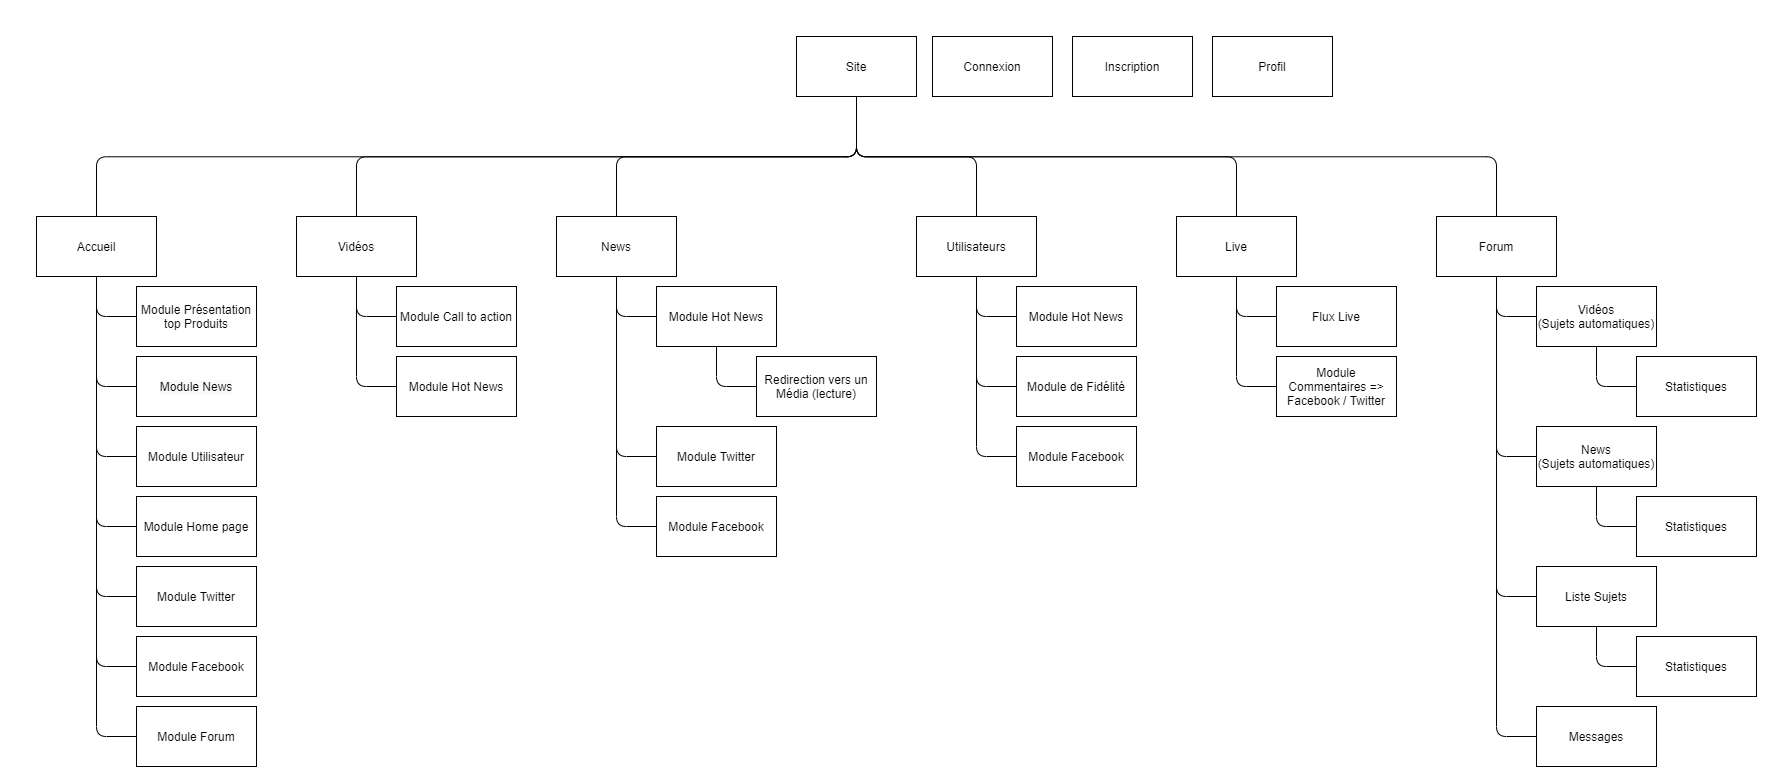 Site
Connexion
Inscription
Profil
Accueil
Vidéos
News
Utilisateurs
Live
Forum
Module Présentation
top Produits
Module News
Module Utilisateur
Module Home page
Module Twitter
Module Facebook
Module Forum
Module Call to action
Module Hot News
Module Hot News
Redirection vers un
Média (lecture)
Module Twitter
Module Facebook
Module Hot News
Module de Fidélité
Module Facebook
Flux Live
Module
Commentaires =>
Facebook / Twitter
Vidéos
(Sujets automatiques)
Statistiques
News
(Sujets automatiques)
Statistiques
Liste Sujets
Statistiques
Messages